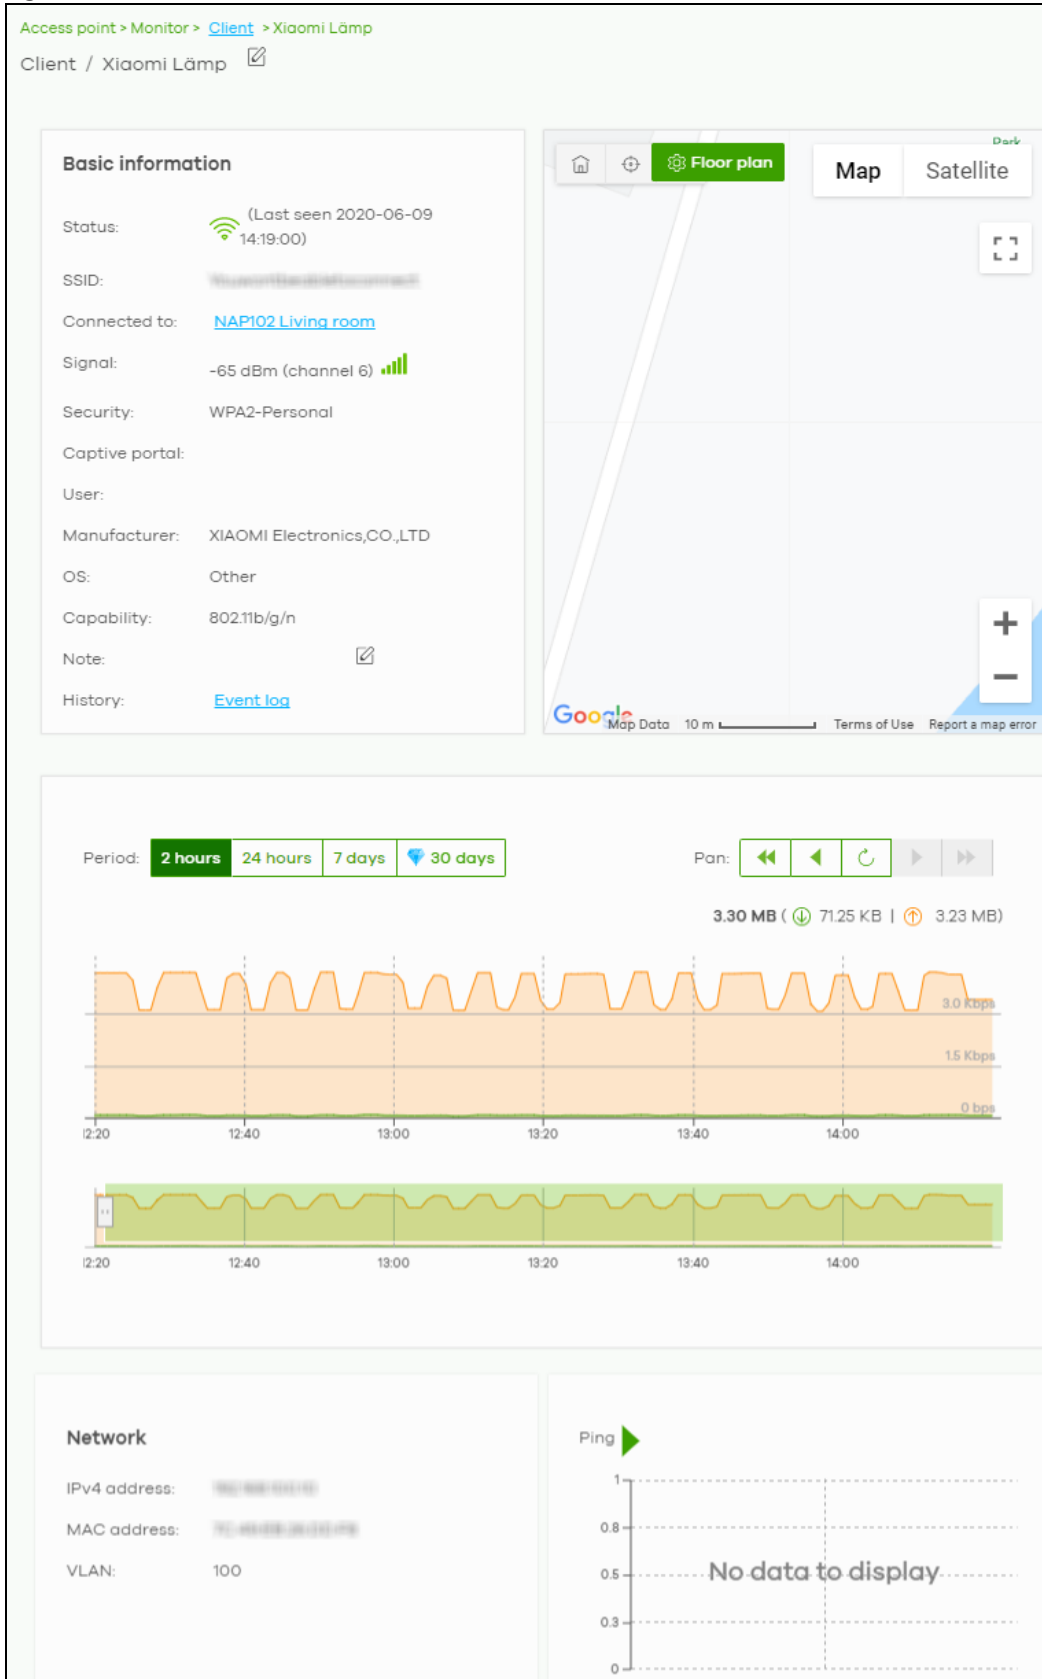 Access point > Monitor > Client > Xiaomi Lämp
Client / Xiaomi Lämp
Basic information
Status: (Last seen 2020-06-09
14:19:00)
SSID:
Connected to: NAP102 Living room
Signal: -65 dBm (channel 6)
Security: WPA2-Personal
Captive portal:
User:
Manufacturer: XIAOMI Electronics,CO.,LTD
OS: Other
Capability: 802.11b/g/n
Note:
History: Event log
Park
Floor plan
Map Satellite
Google
Map Data 10 m Terms of Use Report a map error
Period: 2 hours 24 hours 7 days 30 days
Pan:
3.30 MB ( 71.25 KB | 3.23 MB)
3.0 Kbps
1.5 Kbps
0 bps
12:20 12:40 13:00 13:20 13:40 14:00
12:20 12:40 13:00 13:20 13:40 14:00
Network
IPv4 address:
MAC address:
VLAN: 100
Ping
1
0.8
0.5
0.3
0
No data to display